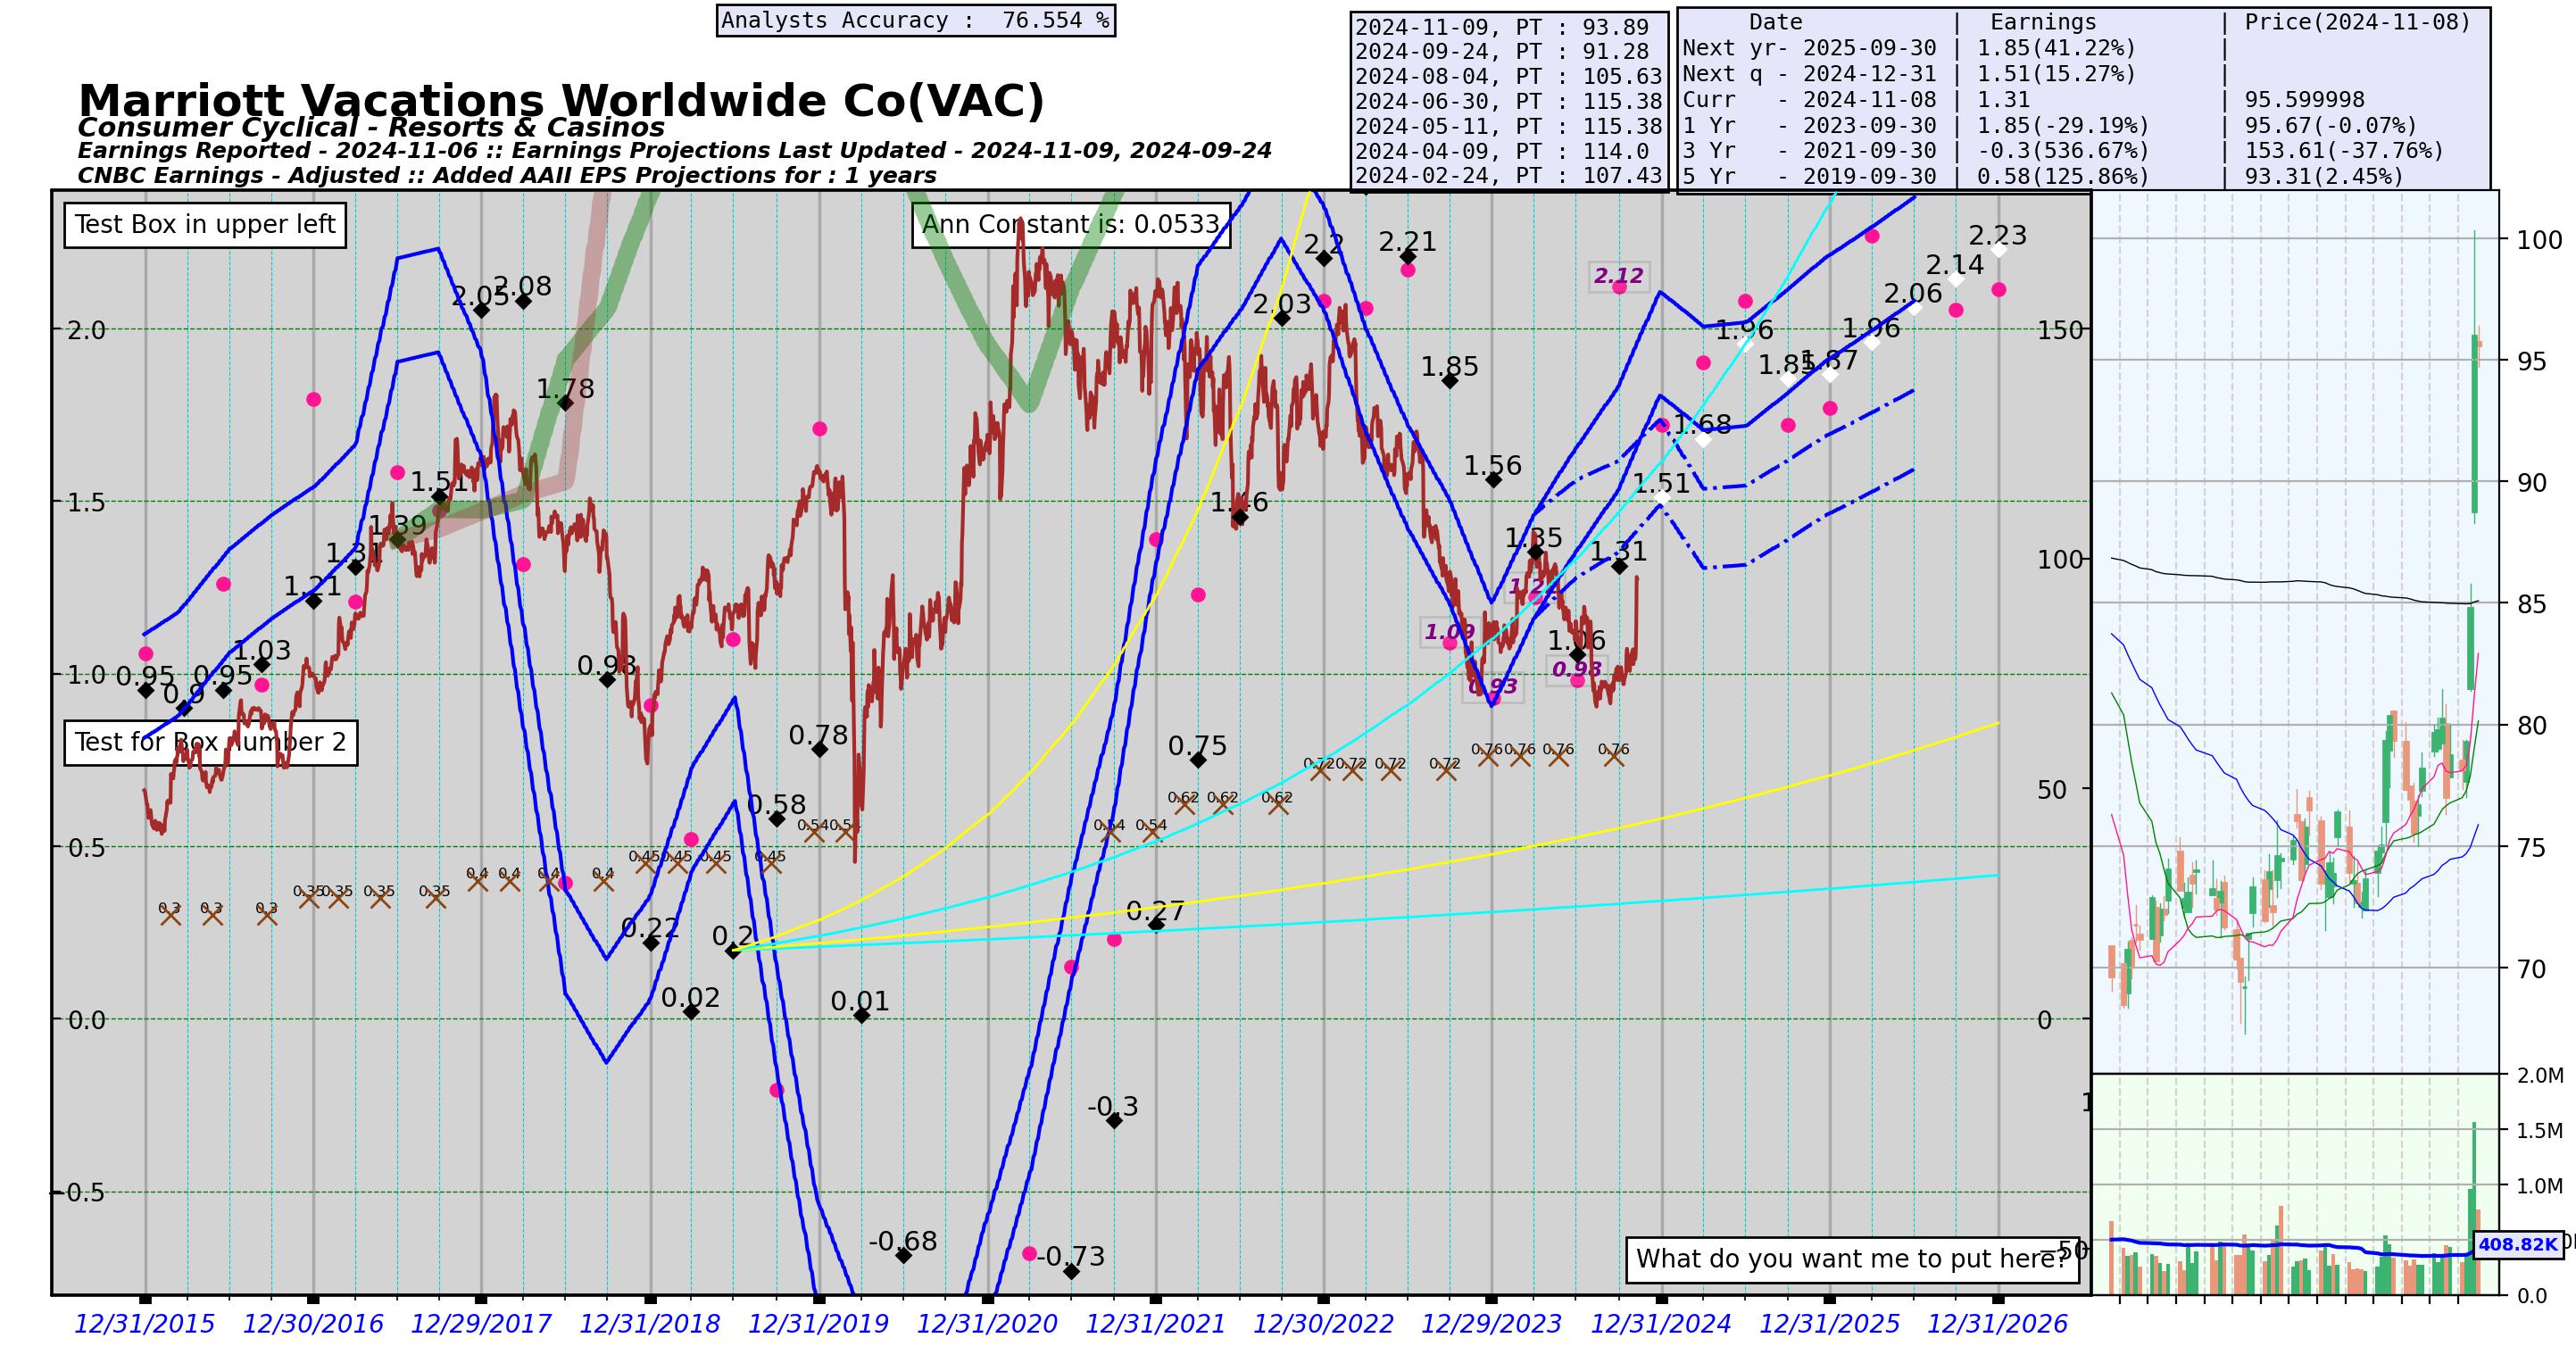 Analysts Accuracy :  76.554 %
2024-11-09, PT : 93.89
2024-09-24, PT : 91.28
2024-08-04, PT : 105.63
2024-06-30, PT : 115.38
2024-05-11, PT : 115.38
2024-04-09, PT : 114.0
2024-02-24, PT : 107.43
Date | Earnings | Price(2024-11-08)
Next yr- 2025-09-30 | 1.85(41.22%) |
Next q - 2024-12-31 | 1.51(15.27%) |
Curr - 2024-11-08 | 1.31 | 95.599998
1 Yr - 2023-09-30 | 1.85(-29.19%) | 95.67(-0.07%)
3 Yr - 2021-09-30 | -0.3(536.67%) | 153.61(-37.76%)
5 Yr - 2019-09-30 | 0.58(125.86%) | 93.31(2.45%)
Marriott Vacations Worldwide Co(VAC)
Consumer Cyclical - Resorts & Casinos
Earnings Reported - 2024-11-06 :: Earnings Projections Last Updated - 2024-11-09, 2024-09-24
CNBC Earnings - Adjusted :: Added AAII EPS Projections for : 1 years
Test Box in upper left
Ann Constant is: 0.0533
Test for Box number 2
What do you want me to put here?
2.0
1.5
1.0
0.5
0.0
−0.5
0.95
0.9
0.95
1.03
1.21
1.31
1.39
1.51
2.05
2.08
1.78
0.98
0.22
0.02
0.2
0.58
0.78
0.01
-0.68
-0.73
-0.3
0.27
0.75
1.46
2.03
2.2
2.21
1.85
1.56
1.35
1.06
1.31
1.51
1.68
1.96
1.85
1.87
1.96
2.06
2.14
2.23
1.09
0.93
0.98
2.12
0.3 0.3 0.3
0.35 0.35 0.35 0.35
0.4 0.4 0.4 0.4
0.45 0.45 0.45 0.45
0.54 0.54 0.54
0.62 0.62 0.62
0.72 0.72 0.72 0.72
0.76 0.76 0.76 0.76
150
100
50
0
−50
100
95
90
85
80
75
70
2.0M
1.5M
1.0M
0.0
408.82K
12/31/2015 12/30/2016 12/29/2017 12/31/2018 12/31/2019 12/31/2020 12/31/2021 12/30/2022 12/29/2023 12/31/2024 12/31/2025 12/31/2026